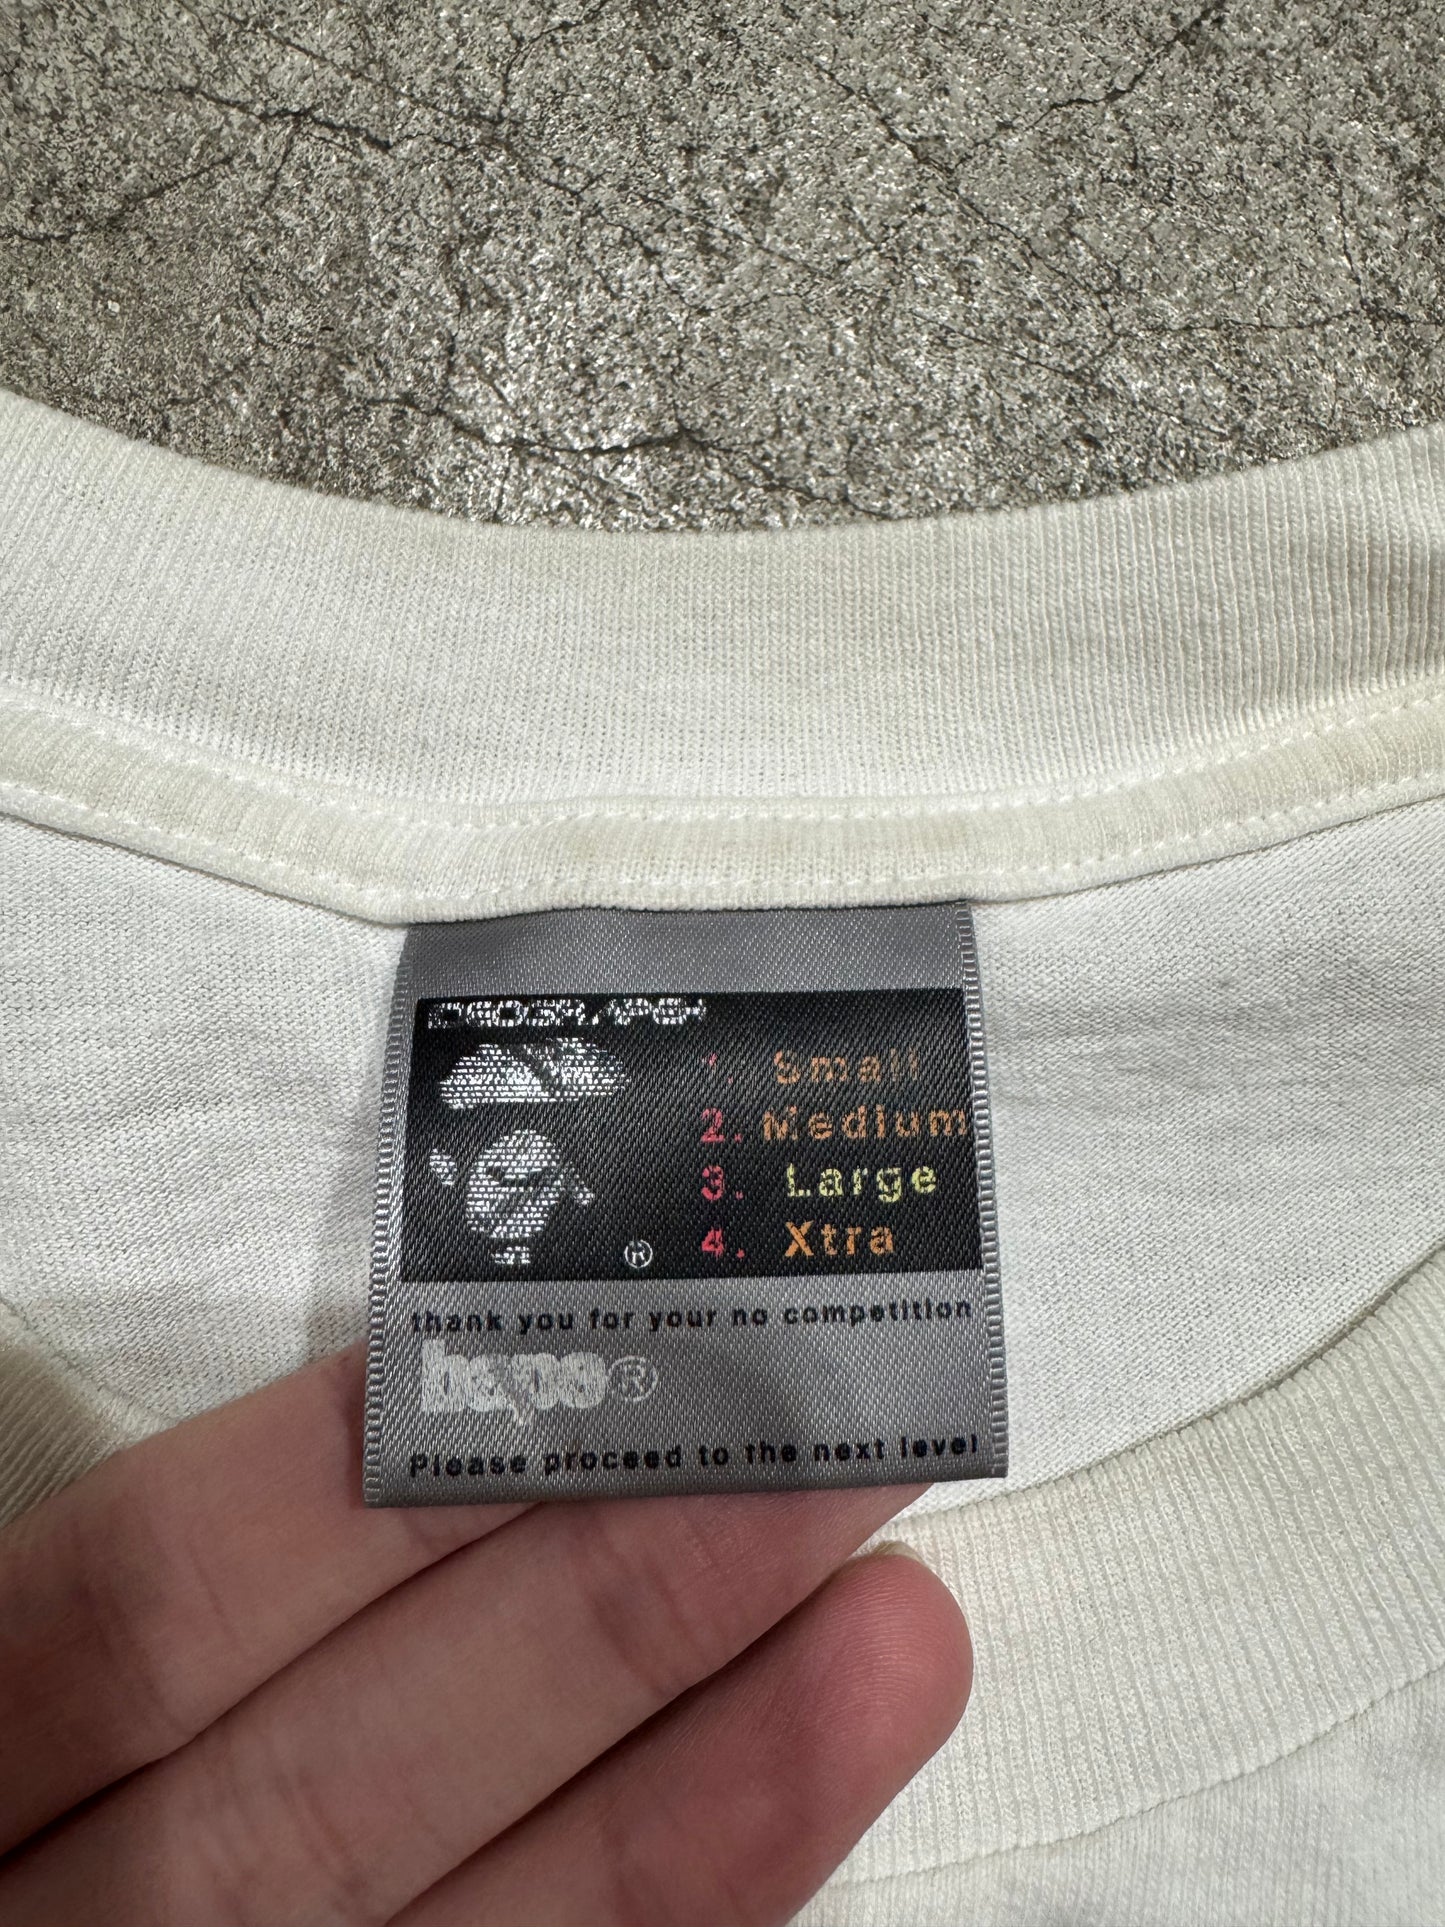 1. Small
2. Medium
3. Large
4. Xtra
®
thank you for your no competition
hype®
Please proceed to the next level